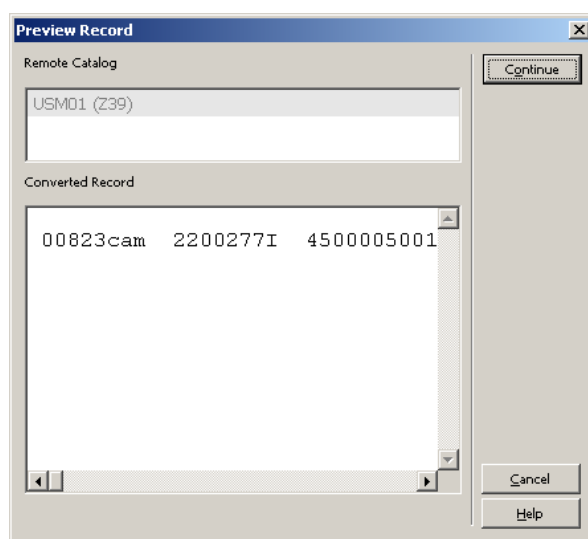 Preview Record
Remote Catalog
Continue
USM01 (Z39)
Converted Record
00823cam  2200277I  4500005001
Cancel
Help